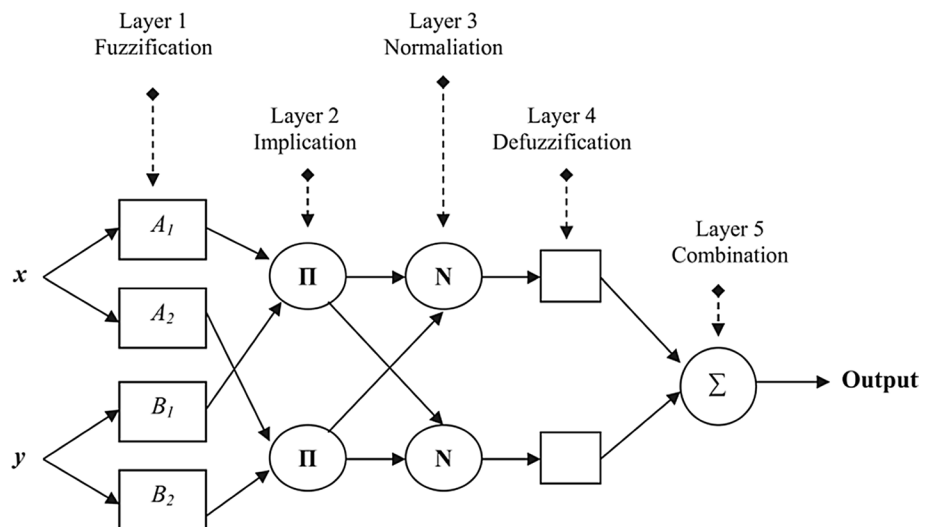 Layer 1
Fuzzification
Layer 3
Normaliation
Layer 2
Implication
Layer 4
Defuzzification
Layer 5
Combination
A1
x
Π
N
A2
B1
Σ
Output
y
Π
N
B2